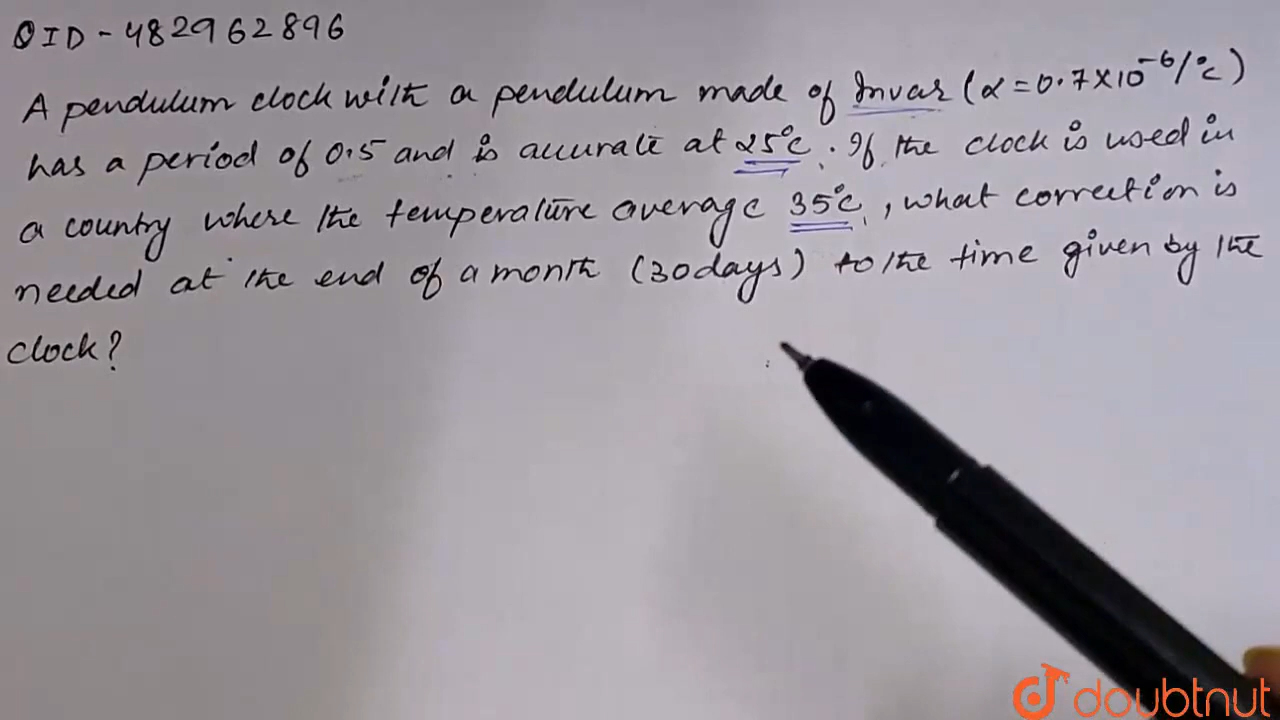 QID - 482962896
A pendulum clock with a pendulum made of Invar (α = 0.7×10⁻⁶/°C)
has a period of 0.5 and is accurate at 25°C. If the clock is used in
a country where the temperature average 35°C, what correction is
needed at the end of a month (30days) to the time given by the
clock?
doubtnut